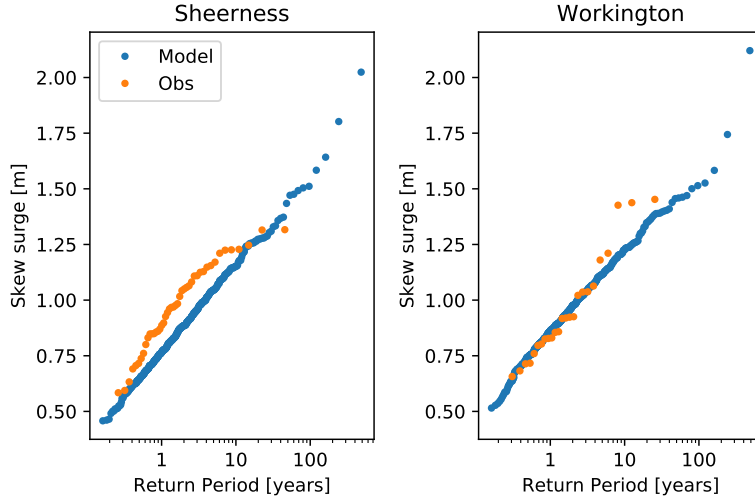 Sheerness
Workington
Model
Obs
Skew surge [m]
2.00
1.75
1.50
1.25
1.00
0.75
0.50
1
10
100
Return Period [years]
Skew surge [m]
2.00
1.75
1.50
1.25
1.00
0.75
0.50
1
10
100
Return Period [years]